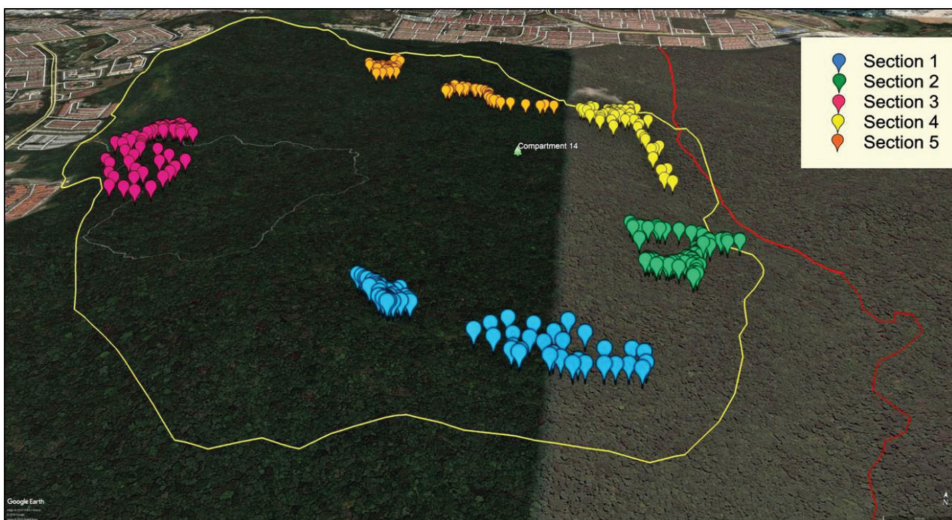 Section 1
Section 2
Section 3
Section 4
Section 5
Compartment 14
Google Earth
N